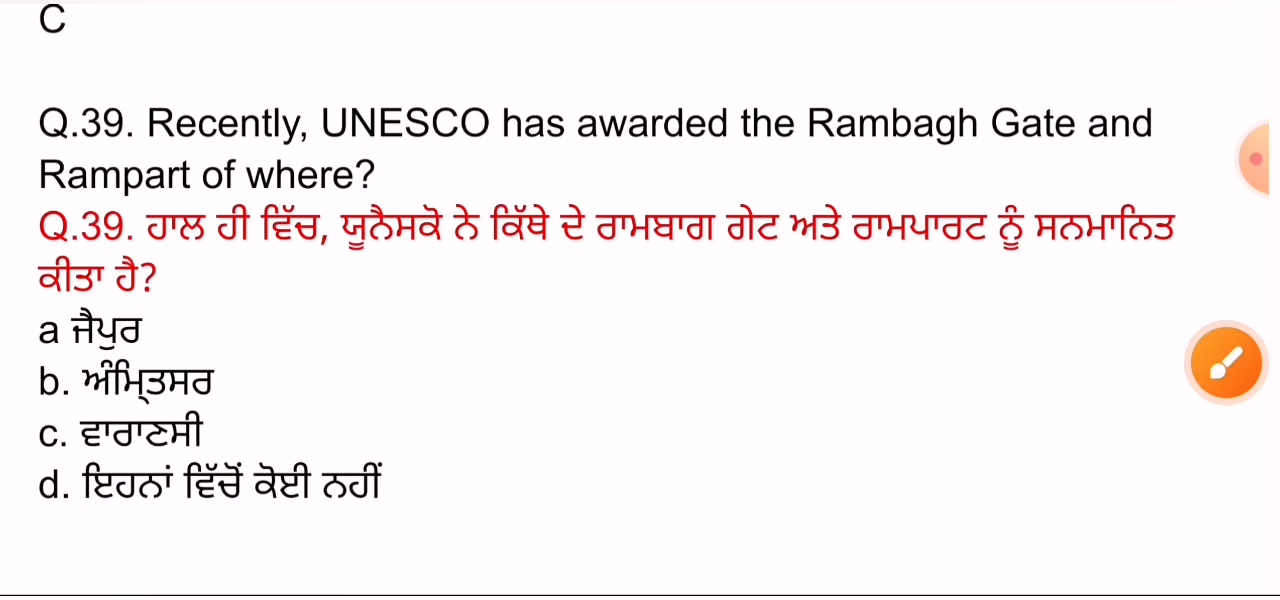 C
Q.39. Recently, UNESCO has awarded the Rambagh Gate and
Rampart of where?
Q.39. ਹਾਲ ਹੀ ਵਿੱਚ, ਯੂਨੈਸਕੋ ਨੇ ਕਿੱਥੇ ਦੇ ਰਾਮਬਾਗ ਗੇਟ ਅਤੇ ਰਾਮਪਾਰਟ ਨੂੰ ਸਨਮਾਨਿਤ
ਕੀਤਾ ਹੈ?
a ਜੈਪੁਰ
b. ਅੰਮ੍ਰਿਤਸਰ
c. ਵਾਰਾਣਸੀ
d. ਇਹਨਾਂ ਵਿੱਚੋਂ ਕੋਈ ਨਹੀਂ